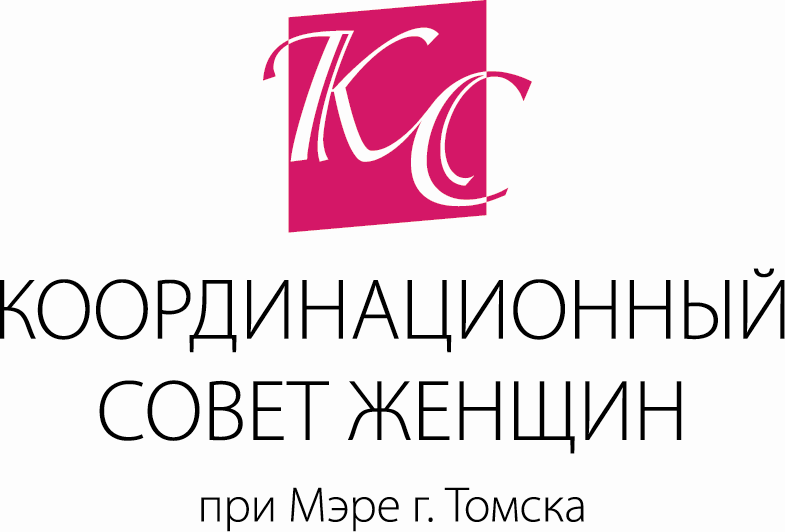 КС
КООРДИНАЦИОННЫЙ
СОВЕТ ЖЕНЩИН
при Мэре г. Томска